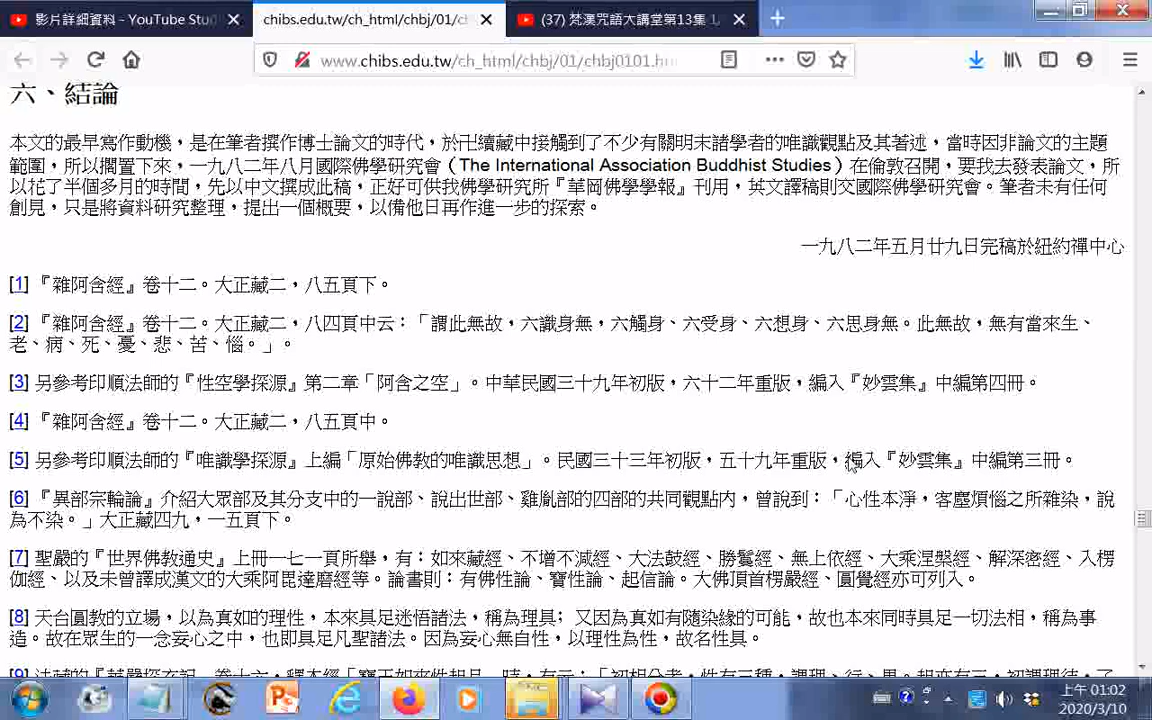 影片詳細資料 - YouTube Stu
chibs.edu.tw/ch_html/chbj/01/c
(37) 梵漢咒語大講堂第13集
www.chibs.edu.tw/ch_html/chbj/01/chbj0101.h
六、結論
本文的最早寫作動機，是在筆者撰作博士論文的時代，於卍續藏中接觸到了不少有關明末諸學者的唯識觀點及其著述，當時因非論文的主題
範圍，所以擱置下來，一九八二年八月國際佛學研究會（The International Association Buddhist Studies）在倫敦召開，要我去發表論文，所
以花了半個多月的時間，先以中文撰成此稿，正好可供我佛學研究所『華岡佛學學報』刊用，英文譯稿則交國際佛學研究會。筆者未有任何
創見，只是將資料研究整理，提出一個概要，以備他日再作進一步的探索。
一九八二年五月廿九日完稿於紐約禪中心
[1] 『雜阿含經』卷十二。大正藏二，八五頁下。
[2] 『雜阿含經』卷十二。大正藏二，八四頁中云：「謂此無故，六識身無，六觸身、六受身、六想身、六思身無。此無故，無有當來生、
老、病、死、憂、悲、苦、惱。」。
[3] 另參考印順法師的『性空學探源』第二章「阿含之空」。中華民國三十九年初版，六十二年重版，編入『妙雲集』中編第四冊。
[4] 『雜阿含經』卷十二。大正藏二，八五頁中。
[5] 另參考印順法師的『唯識學探源』上編「原始佛教的唯識思想」。民國三十三年初版，五十九年重版，編入『妙雲集』中編第三冊。
[6] 『異部宗輪論』介紹大眾部及其分支中的一說部、說出世部、雞胤部的四部的共同觀點內，曾說到：「心性本淨，客塵煩惱之所雜染，說
為不染。」大正藏四九，一五頁下。
[7] 聖嚴的『世界佛教通史』上冊一七一頁所舉，有：如來藏經、不增不減經、大法鼓經、勝鬘經、無上依經、大乘涅槃經、解深密經、入楞
伽經、以及未曾譯成漢文的大乘阿毘達磨經等。論書則：有佛性論、寶性論、起信論。大佛頂首楞嚴經、圓覺經亦可列入。
[8] 天台圓教的立場，以為真如的理性，本來具足迷悟諸法，稱為理具；又因為真如有隨染緣的可能，故也本來同時具足一切法相，稱為事
造。故在眾生的一念妄心之中，也即具足凡聖諸法。因為妄心無自性，以理性為性，故名性具。
上午 01:02
2020/3/10